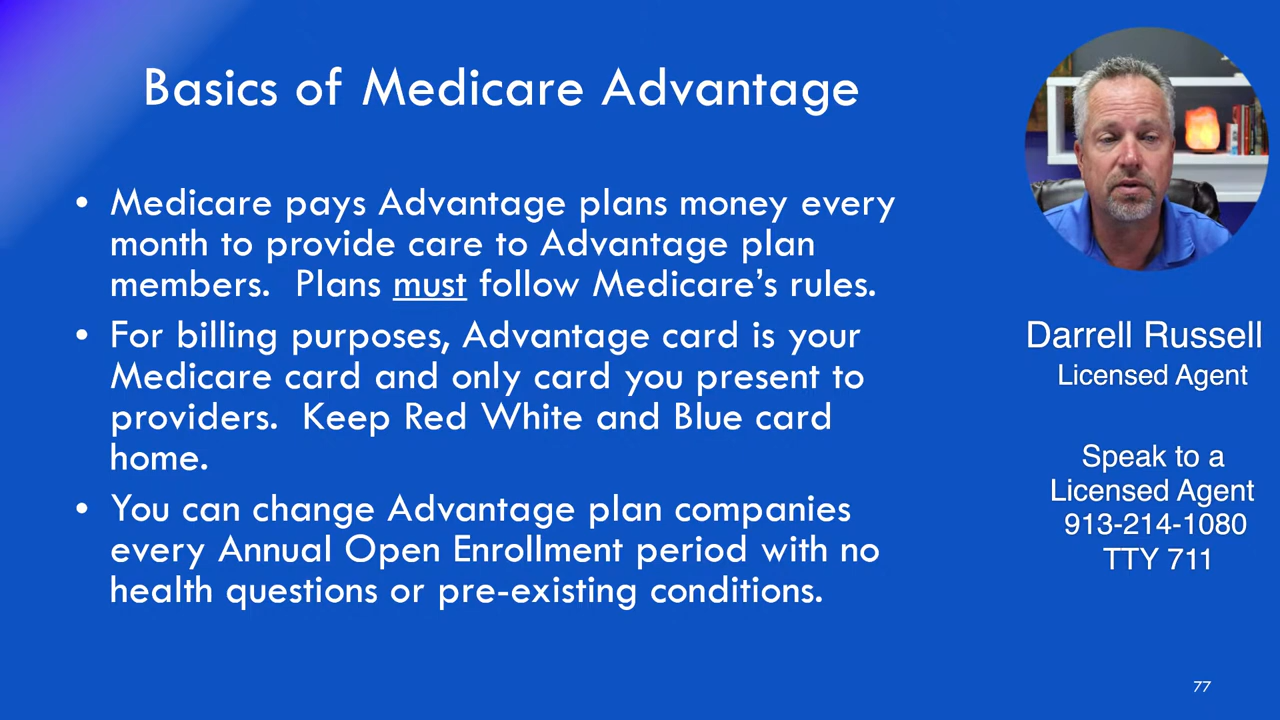 Basics of Medicare Advantage
• Medicare pays Advantage plans money every
month to provide care to Advantage plan
members.  Plans must follow Medicare's rules.
• For billing purposes, Advantage card is your
Medicare card and only card you present to
providers.  Keep Red White and Blue card
home.
• You can change Advantage plan companies
every Annual Open Enrollment period with no
health questions or pre-existing conditions.
Darrell Russell
Licensed Agent
Speak to a
Licensed Agent
913-214-1080
TTY 711
77